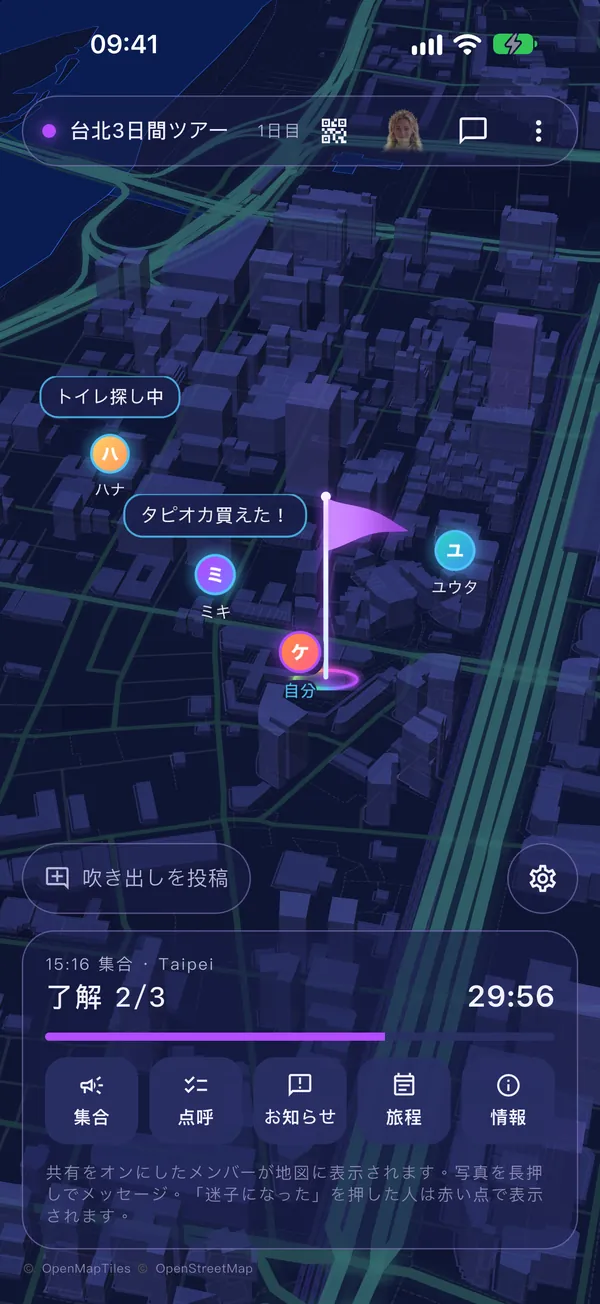 09:41
台北3日間ツアー 1日目
トイレ探し中
ハ
ハナ
タピオカ買えた！
ミ
ミキ
ユ
ユウタ
ケ
自分
吹き出しを投稿
15:16 集合 · Taipei
了解 2/3
29:56
集合
点呼
お知らせ
旅程
情報
共有をオンにしたメンバーが地図に表示されます。写真を長押
しでメッセージ。「迷子になった」を押した人は赤い点で表示
されます。
© OpenMapTiles © OpenStreetMap